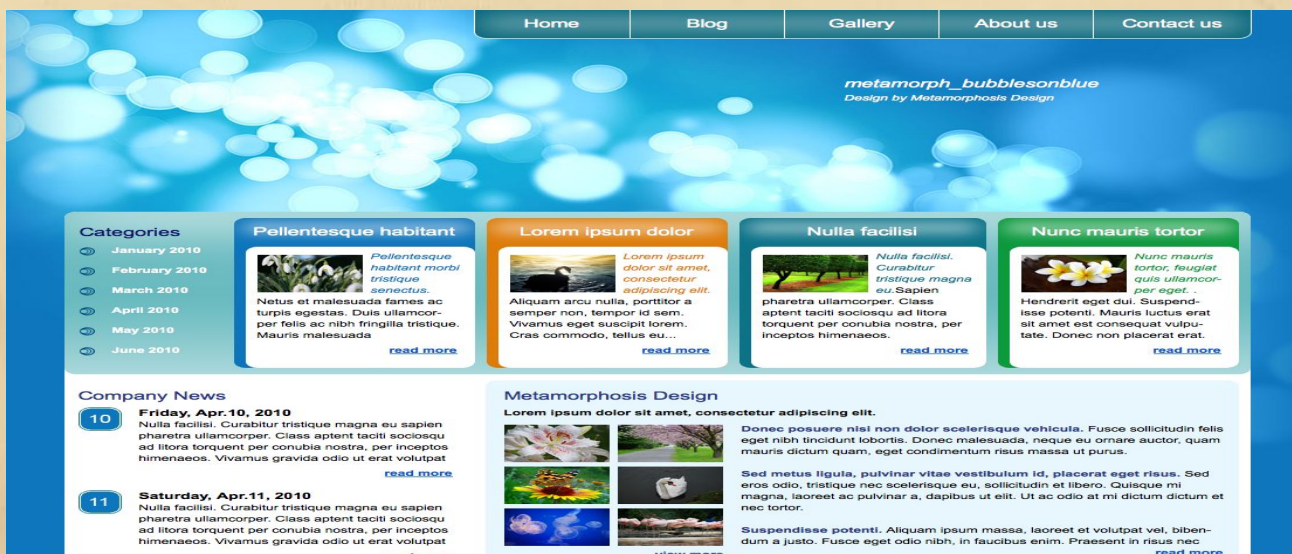 Home Blog Gallery About us Contact us
metamorph_bubblesonblue
Design by Metamorphosis Design
Categories
January 2010
February 2010
March 2010
April 2010
May 2010
June 2010
Pellentesque habitant
Pellentesque
habitant morbi
tristique
senectus.
Netus et malesuada fames ac
turpis egestas. Duis ullamcor-
per felis ac nibh fringilla tristique.
Mauris malesuada
read more
Lorem ipsum dolor
Lorem ipsum
dolor sit amet,
consectetur
adipiscing elit.
Aliquam arcu nulla, porttitor a
semper non, tempor id sem.
Vivamus eget suscipit lorem.
Cras commodo, tellus eu...
read more
Nulla facilisi
Nulla facilisi.
Curabitur
tristique magna
eu.Sapien
pharetra ullamcorper. Class
aptent taciti sociosqu ad litora
torquent per conubia nostra, per
inceptos himenaeos.
read more
Nunc mauris tortor
Nunc mauris
tortor, feugiat
quis ullamcor-
per eget. .
Hendrerit eget dui. Suspend-
isse potenti. Mauris luctus erat
sit amet est consequat vulpu-
tate. Donec non placerat erat.
read more
Company News
10
Friday, Apr.10, 2010
Nulla facilisi. Curabitur tristique magna eu sapien
pharetra ullamcorper. Class aptent taciti sociosqu
ad litora torquent per conubia nostra, per inceptos
himenaeos. Vivamus gravida odio ut erat volutpat
read more
11
Saturday, Apr.11, 2010
Nulla facilisi. Curabitur tristique magna eu sapien
pharetra ullamcorper. Class aptent taciti sociosqu
ad litora torquent per conubia nostra, per inceptos
himenaeos. Vivamus gravida odio ut erat volutpat
Metamorphosis Design
Lorem ipsum dolor sit amet, consectetur adipiscing elit.
Donec posuere nisl non dolor scelerisque vehicula. Fusce sollicitudin felis
eget nibh tincidunt lobortis. Donec malesuada, neque eu ornare auctor, quam
mauris dictum quam, eget condimentum risus massa ut purus.
Sed metus ligula, pulvinar vitae vestibulum id, placerat eget risus. Sed
eros odio, tristique nec scelerisque eu, sollicitudin et libero. Quisque mi
magna, laoreet ac pulvinar a, dapibus ut elit. Ut ac odio at mi dictum dictum et
nec tortor.
Suspendisse potenti. Aliquam ipsum massa, laoreet et volutpat vel, biben-
dum a justo. Fusce eget odio nibh, in faucibus enim. Praesent in risus nec
view more
read more